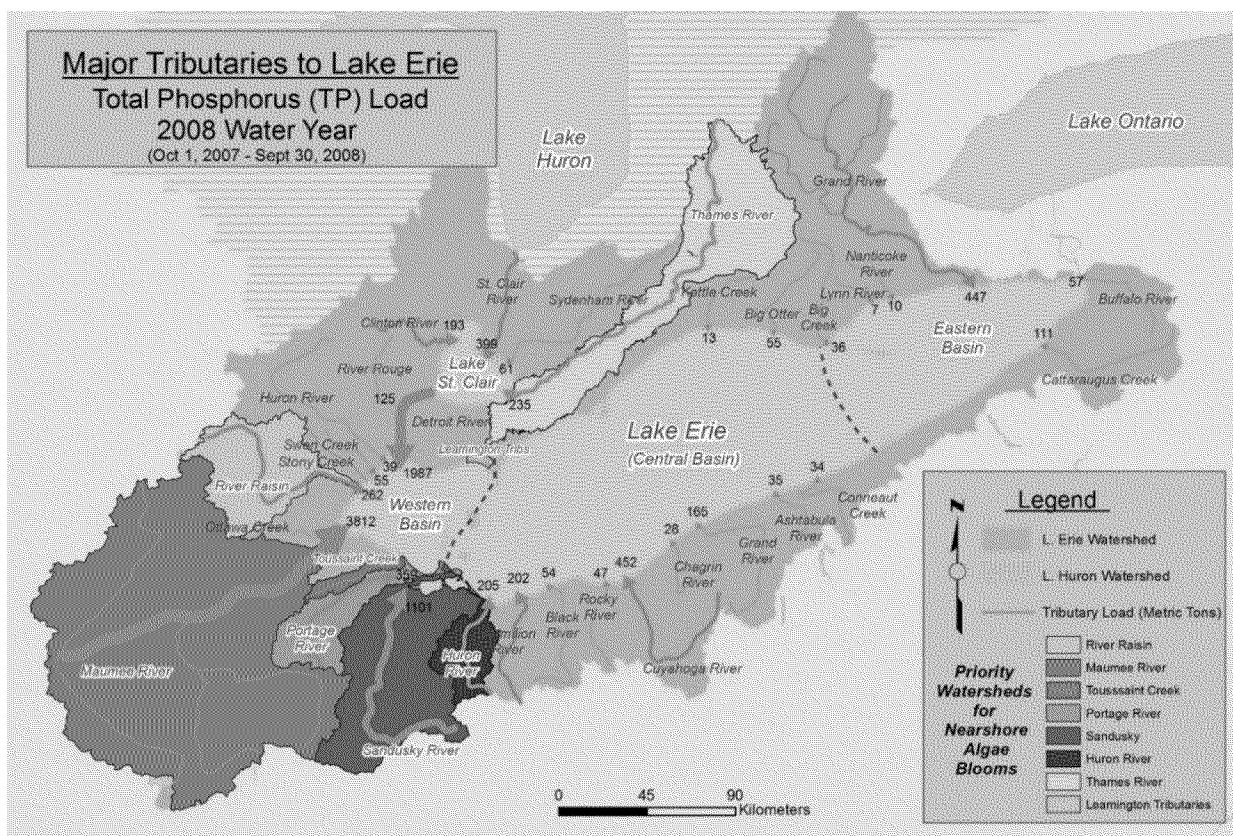 Major Tributaries to Lake Erie
Total Phosphorus (TP) Load
2008 Water Year
(Oct 1, 2007 - Sept 30, 2008)
Lake
Huron
Lake Ontario
Grand River
Thames River
Nanticoke
River
St. Clair
River
Sydenham River
Kettle Creek
Lynn River
447
57
Buffalo River
Clinton River
193
Big Otter
Big
Creek
7
10
Eastern
Basin
111
399
Lake
St. Clair
61
13
55
36
River Rouge
Cattaraugus Creek
Huron River
125
235
Detroit River
Lake Erie
(Central Basin)
Swan Creek
Stony Creek
Leamington Tribs
39
1987
55
262
River Raisin
Western
Basin
34
35
Conneaut
Creek
Ottawa Creek
3812
165
28
Ashtabula
River
Grand
River
Toussaint Creek
Chagrin
River
452
205
202
54
47
Rocky
River
1101
Black
River
Portage
River
Huron
River
Cuyahoga River
Maumee River
Sandusky River
0
45
90
Kilometers
Legend
L. Erie Watershed
L. Huron Watershed
Tributary Load (Metric Tons)
Priority
Watersheds
for
Nearshore
Algae
Blooms
River Raisin
Maumee River
Tousssaint Creek
Portage River
Sandusky
Huron River
Thames River
Leamington Tributaries